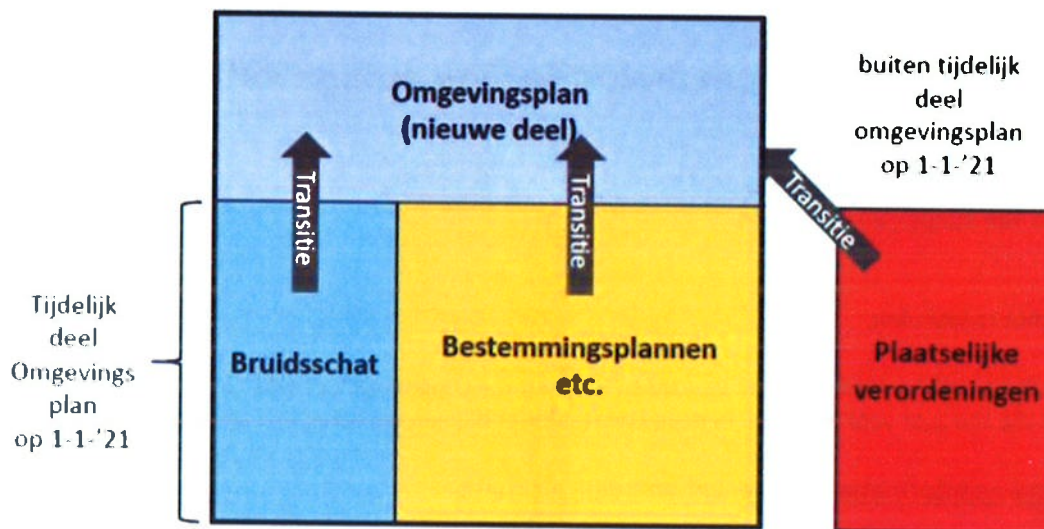 Omgevingsplan
(nieuwe deel)
buiten tijdelijk
deel
omgevingsplan
op 1-1-'21
Transitie
Transitie
Transitie
Tijdelijk
deel
Omgevings
plan
op 1-1-'21
Bruidsschat
Bestemmingsplannen
etc.
Plaatselijke
verordeningen